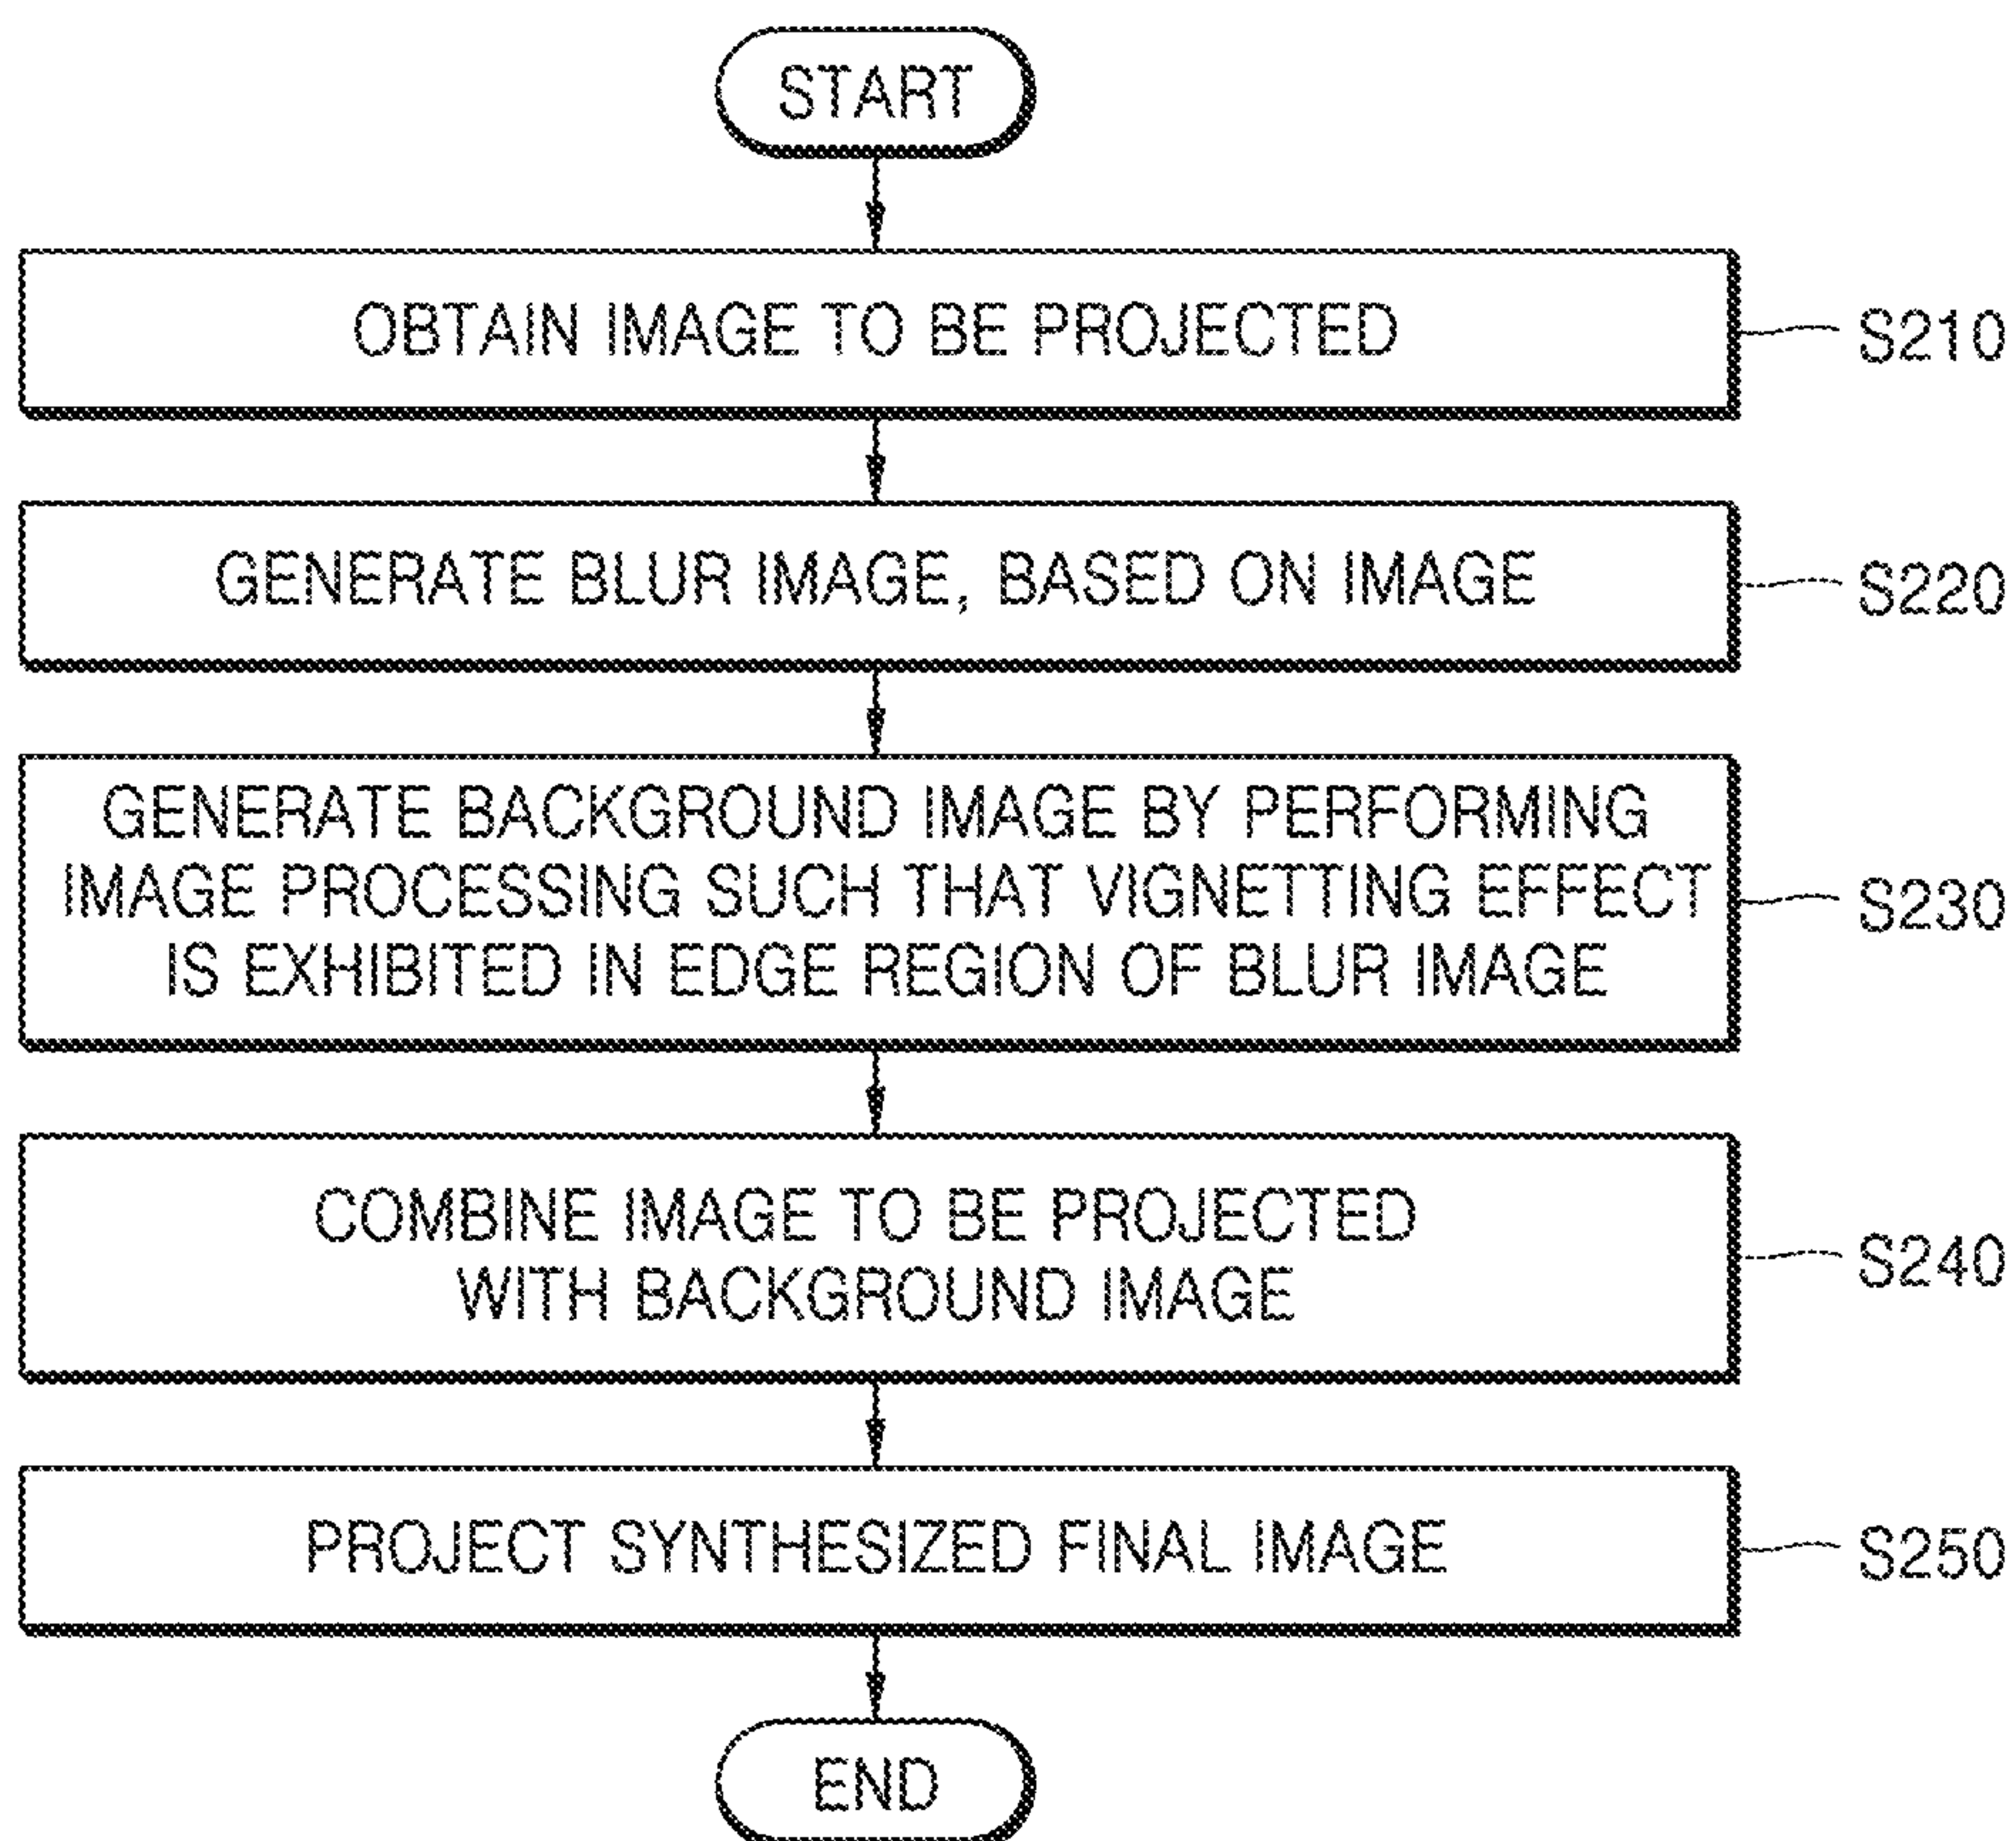 START
OBTAIN IMAGE TO BE PROJECTED
S210
GENERATE BLUR IMAGE, BASED ON IMAGE
S220
GENERATE BACKGROUND IMAGE BY PERFORMING
IMAGE PROCESSING SUCH THAT VIGNETTING EFFECT
IS EXHIBITED IN EDGE REGION OF BLUR IMAGE
S230
COMBINE IMAGE TO BE PROJECTED
WITH BACKGROUND IMAGE
S240
PROJECT SYNTHESIZED FINAL IMAGE
S250
END